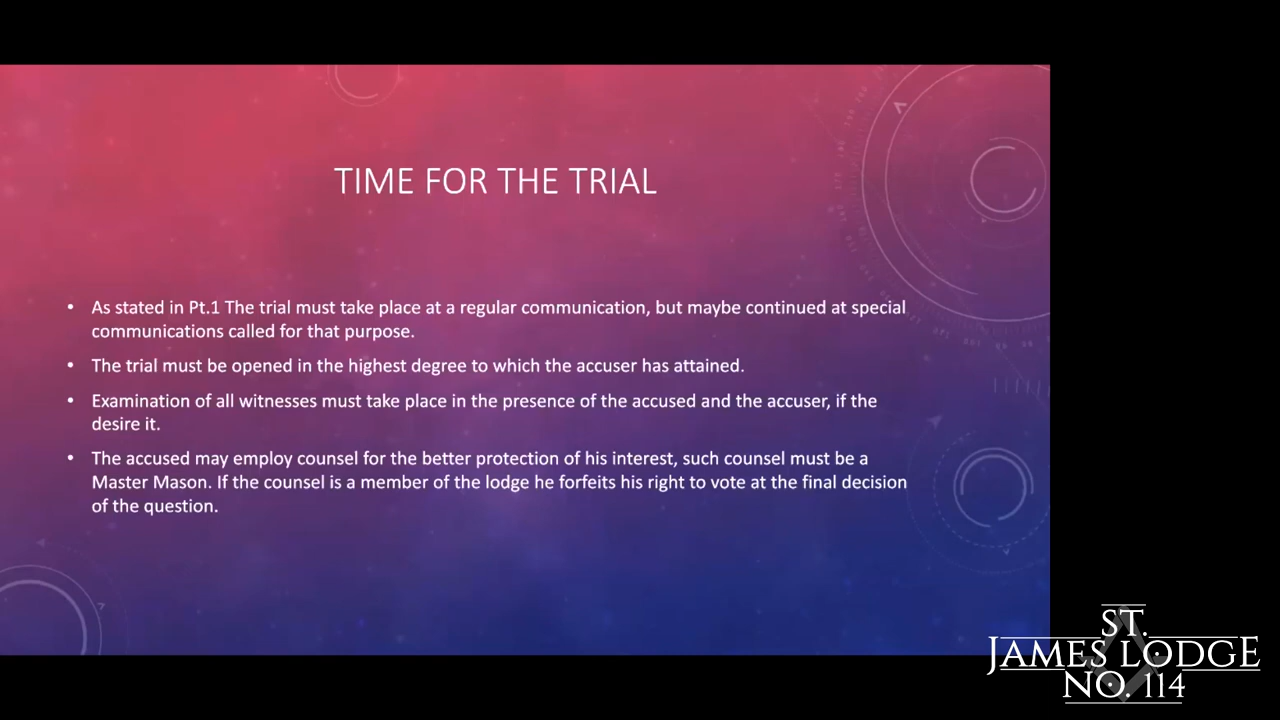 TIME FOR THE TRIAL
• As stated in Pt.1 The trial must take place at a regular communication, but maybe continued at special
communications called for that purpose.
• The trial must be opened in the highest degree to which the accuser has attained.
• Examination of all witnesses must take place in the presence of the accused and the accuser, if the
desire it.
• The accused may employ counsel for the better protection of his interest, such counsel must be a
Master Mason. If the counsel is a member of the lodge he forfeits his right to vote at the final decision
of the question.
ST.
JAMES LODGE
NO. 114